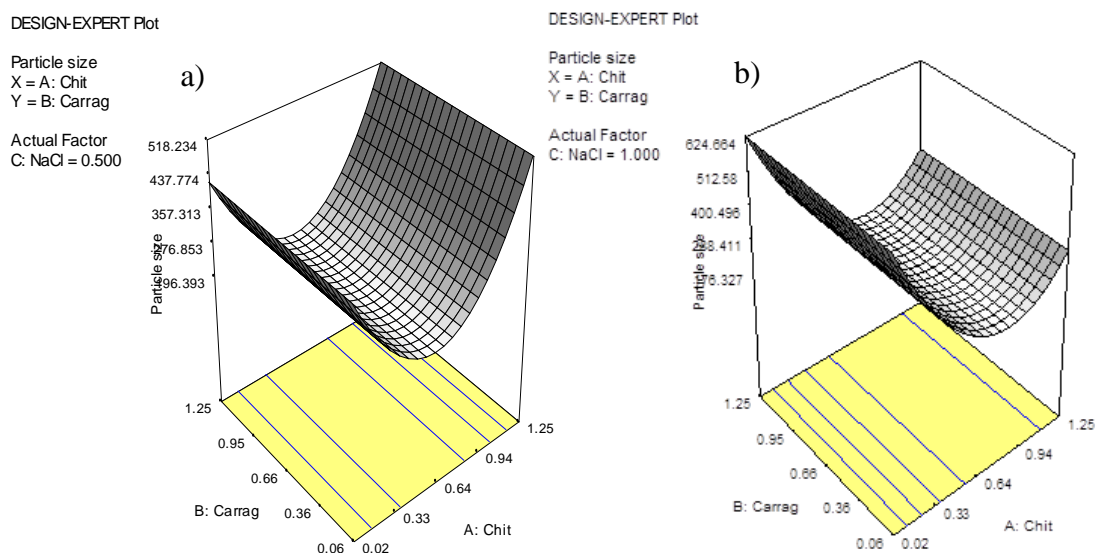 DESIGN-EXPERT Plot
Particle size
X = A: Chit
Y = B: Carrag
Actual Factor
C: NaCl = 0.500
a)
518.234
437.774
357.313
Particle size
1.25
0.95
0.66
0.36
0.06
B: Carrag
0.02
0.33
0.64
0.94
1.25
A: Chit
DESIGN-EXPERT Plot
Particle size
X = A: Chit
Y = B: Carrag
Actual Factor
C: NaCl = 1.000
b)
624.664
512.58
400.496
Particle size
1.25
0.95
0.66
0.36
0.06
B: Carrag
0.02
0.33
0.64
0.94
1.25
A: Chit